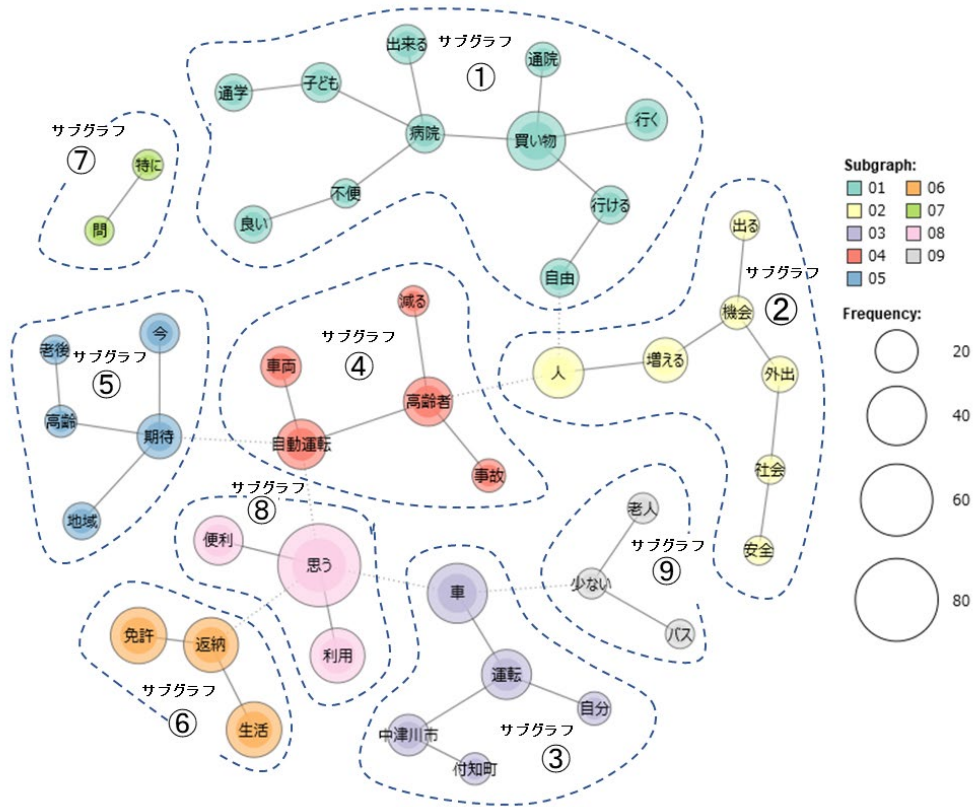 サブグラフ
①
出来る
通院
通学
子ども
行く
病院
買い物
不便
良い
行ける
自由
サブグラフ
⑦
特に
問
Subgraph:
01
06
02
07
03
08
04
09
05
Frequency:
20
40
60
80
出る
サブグラフ
②
機会
人
増える
外出
社会
安全
減る
サブグラフ
④
車両
高齢者
自動運転
事故
今
老後
サブグラフ
⑤
高齢
期待
地域
サブグラフ
⑧
便利
思う
利用
老人
サブグラフ
⑨
少ない
バス
車
運転
自分
中津川市
サブグラフ
③
付知町
免許
返納
サブグラフ
⑥
生活